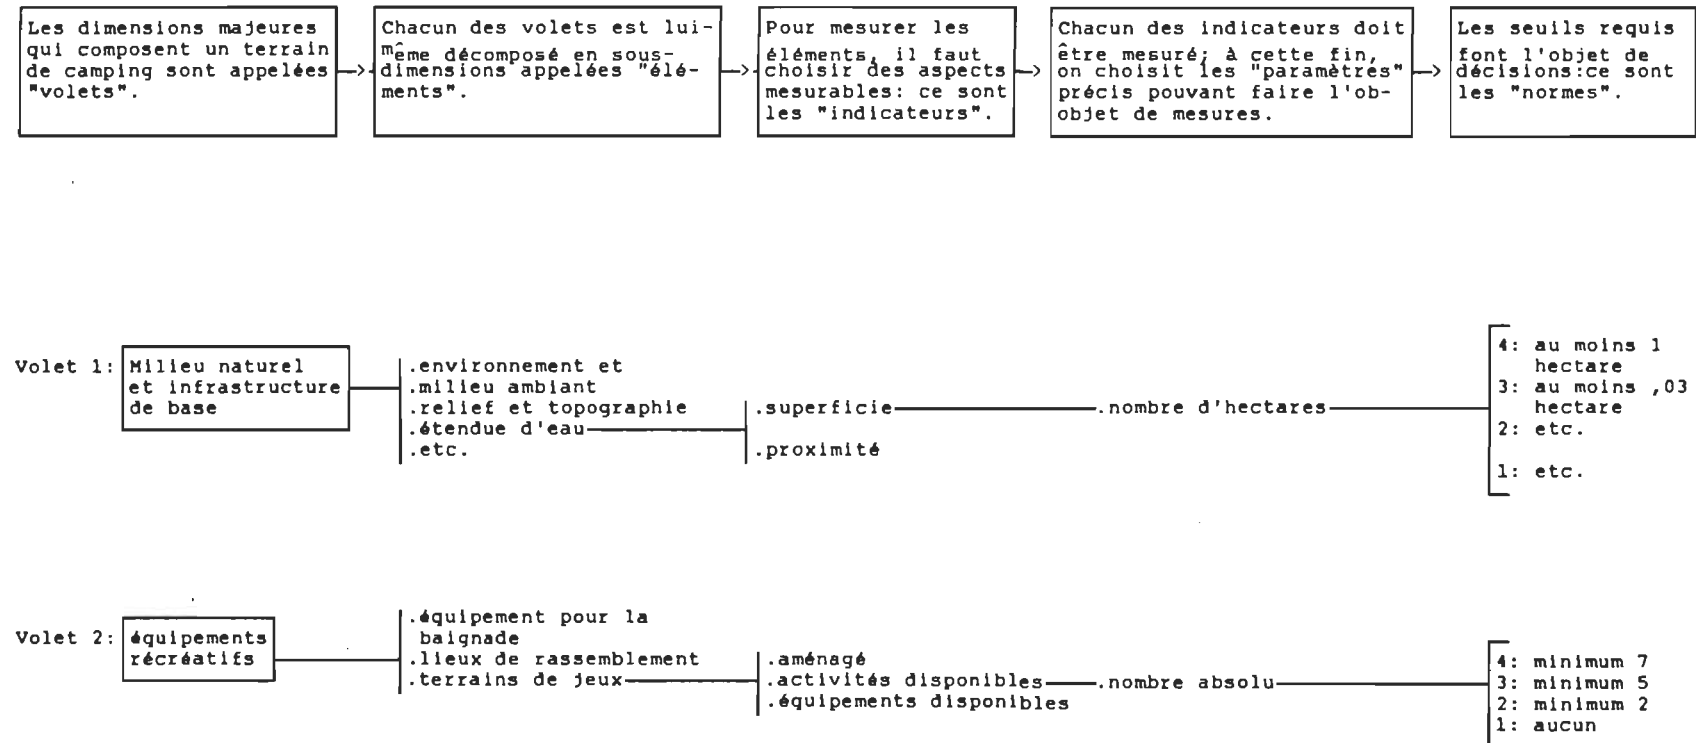 Les dimensions majeures
qui composent un terrain
de camping sont appelées
"volets".
Chacun des volets est lui-
même décomposé en sous-
dimensions appelées "élé-
ments".
Pour mesurer les
éléments, il faut
choisir des aspects
mesurables: ce sont
les "indicateurs".
Chacun des indicateurs doit
être mesuré; à cette fin,
on choisit les "paramètres"
précis pouvant faire l'ob-
objet de mesures.
Les seuils requis
font l'objet de
décisions:ce sont
les "normes".
Volet 1:
Milieu naturel
et infrastructure
de base
.environnement et
.milieu ambiant
.relief et topographie
.étendue d'eau
.etc.
.superficie
.proximité
.nombre d'hectares
4: au moins 1
hectare
3: au moins ,03
hectare
2: etc.
1: etc.
Volet 2:
équipements
récréatifs
.équipement pour la
baignade
.lieux de rassemblement
.terrains de jeux
.aménagé
.activités disponibles
.équipements disponibles
.nombre absolu
4: minimum 7
3: minimum 5
2: minimum 2
1: aucun